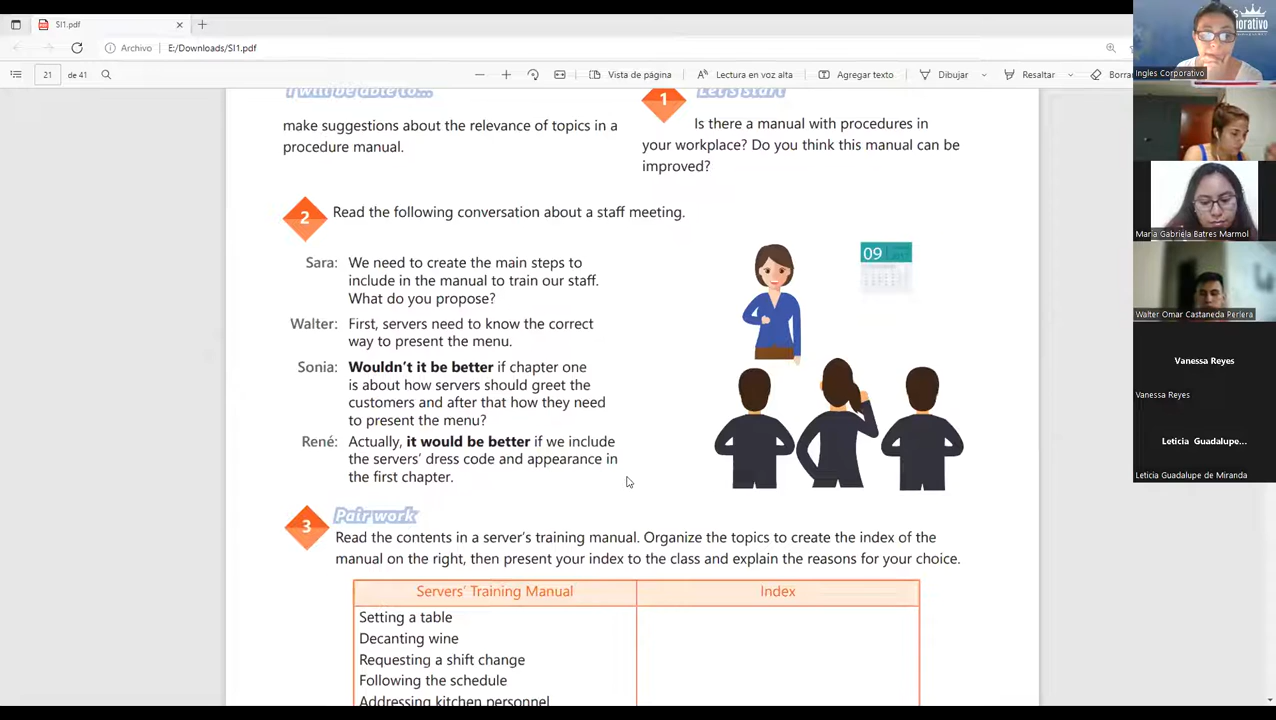 SI1.pdf
Archivo
E:/Downloads/SI1.pdf
21
de 41
Vista de página
Lectura en voz alta
Agregar texto
Dibujar
Resaltar
Borrar
I will be able to...
make suggestions about the relevance of topics in a
procedure manual.
1
Let's start
Is there a manual with procedures in
your workplace? Do you think this manual can be
improved?
2
Read the following conversation about a staff meeting.
Sara: We need to create the main steps to
include in the manual to train our staff.
What do you propose?
Walter: First, servers need to know the correct
way to present the menu.
Sonia: Wouldn't it be better if chapter one
is about how servers should greet the
customers and after that how they need
to present the menu?
René: Actually, it would be better if we include
the servers' dress code and appearance in
the first chapter.
09
3
Pair work
Read the contents in a server's training manual. Organize the topics to create the index of the
manual on the right, then present your index to the class and explain the reasons for your choice.
Servers' Training Manual
Index
Setting a table
Decanting wine
Requesting a shift change
Following the schedule
Addressing kitchen personnel
Ingles Corporativo
Maria Gabriela Batres Marmol
Walter Omar Castaneda Perlera
Vanessa Reyes
Vanessa Reyes
Leticia Guadalupe...
Leticia Guadalupe de Miranda